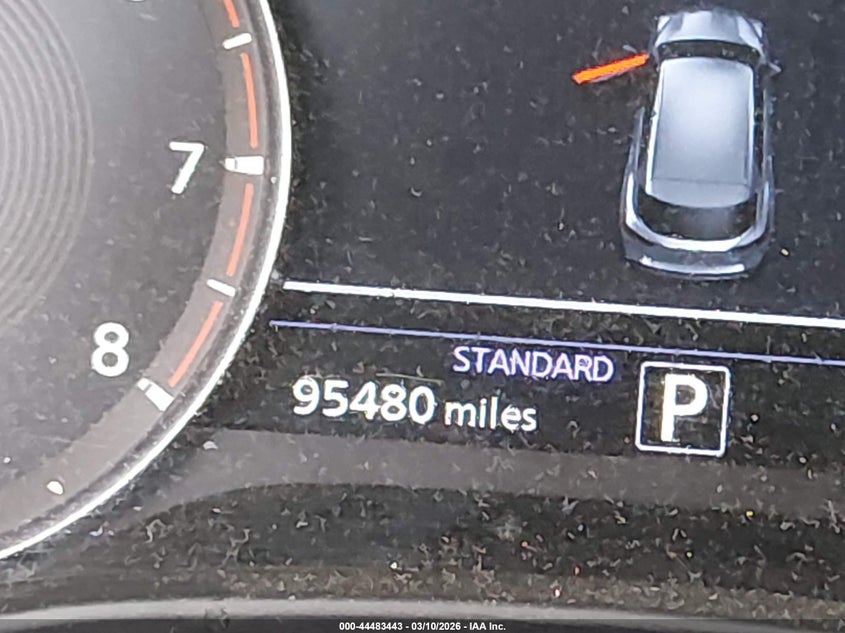 7
8
STANDARD
95480 miles
P
000-44483443 - 03/10/2026 - IAA Inc.